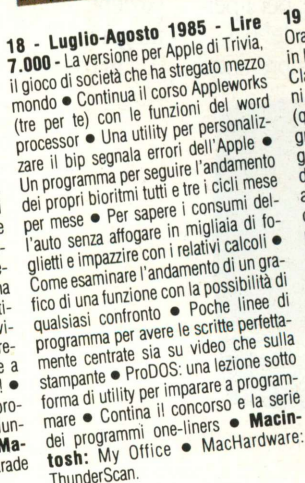 18 - Luglio-Agosto 1985 - Lire
7.000 - La versione per Apple di Trivia,
il gioco di società che ha stregato mezzo
mondo ● Continua il corso Appleworks
(tre per te) con le funzioni del word
processor ● Una utility per personaliz-
zare il bip segnala errori dell'Apple ●
Un programma per seguire l'andamento
dei propri bioritmi tutti e tre i cicli mese
per mese ● Per sapere i consumi del-
l'auto senza affogare in migliaia di fo-
glietti e impazzire con i relativi calcoli ●
Come esaminare l'andamento di un gra-
fico di una funzione con la possibilità di
qualsiasi confronto ● Poche linee di
programma per avere le scritte perfetta-
mente centrate sia su video che sulla
stampante ● ProDOS: una lezione sotto
forma di utility per imparare a program-
mare ● Contina il concorso e la serie
dei programmi one-liners ● Macin-
tosh: My Office ● MacHardware:
ThunderScan.
19